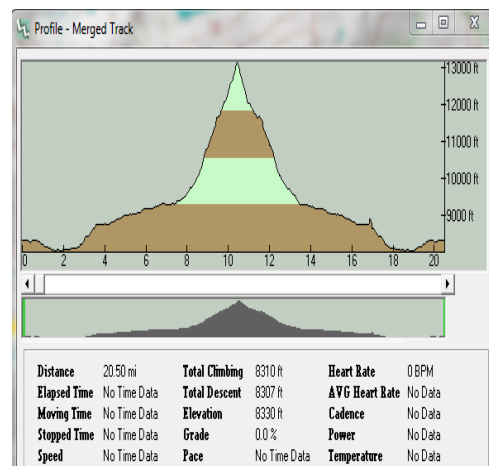 Profile - Merged Track
13000 ft
12000 ft
11000 ft
10000 ft
9000 ft
0 2 4 6 8 10 12 14 16 18 20
Distance 20.50 mi Total Climbing 8310 ft Heart Rate 0 BPM
Elapsed Time No Time Data Total Descent 8307 ft AVG Heart Rate No Data
Moving Time No Time Data Elevation 8330 ft Cadence No Data
Stopped Time No Time Data Grade 0.0 % Power No Data
Speed No Time Data Pace No Time Data Temperature No Data